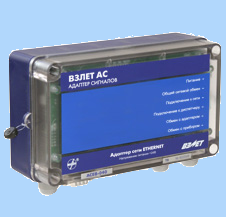 ВЗЛЕТ АС
АДАПТЕР СИГНАЛОВ
Питание
Общий сетевой обмен
Подключение к сети
Подключение к диспетчеру
Обмен с адаптером
Обмен с прибором
Адаптер сети ETHERNET
ВЗЛЕТ